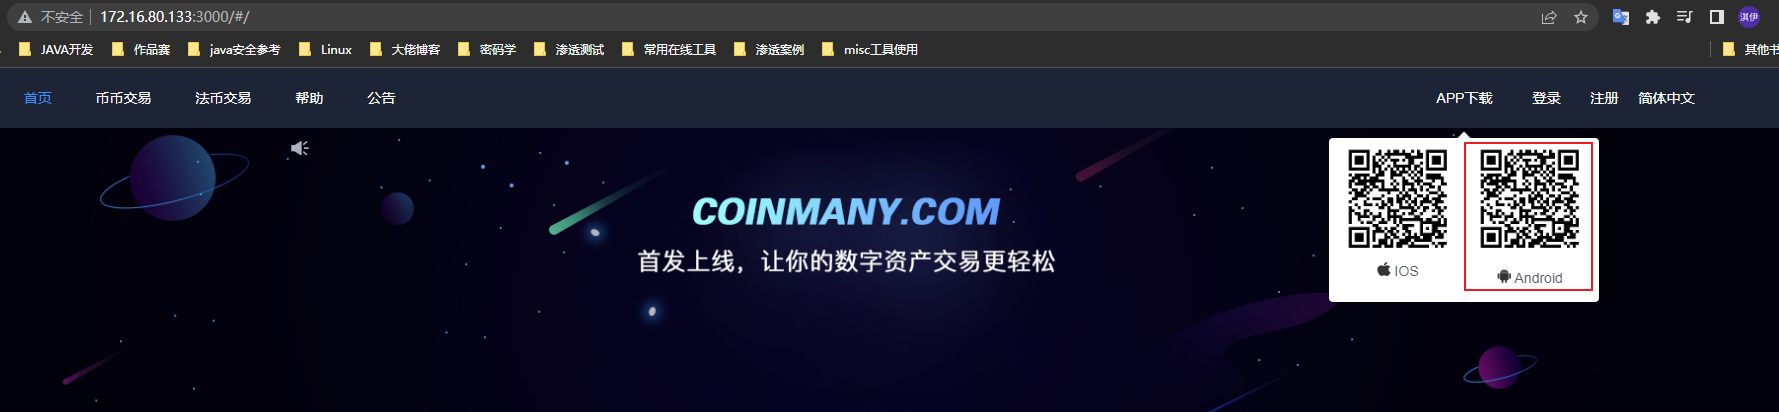 不安全 172.16.80.133:3000/#/ 淇伊
JAVA开发 作品赛 java安全参考 Linux 大佬博客 密码学 渗透测试 常用在线工具 渗透案例 misc工具使用 其他书
首页 币币交易 法币交易 帮助 公告 APP下载 登录 注册 简体中文
COINMANY.COM
首发上线，让你的数字资产交易更轻松
IOS Android